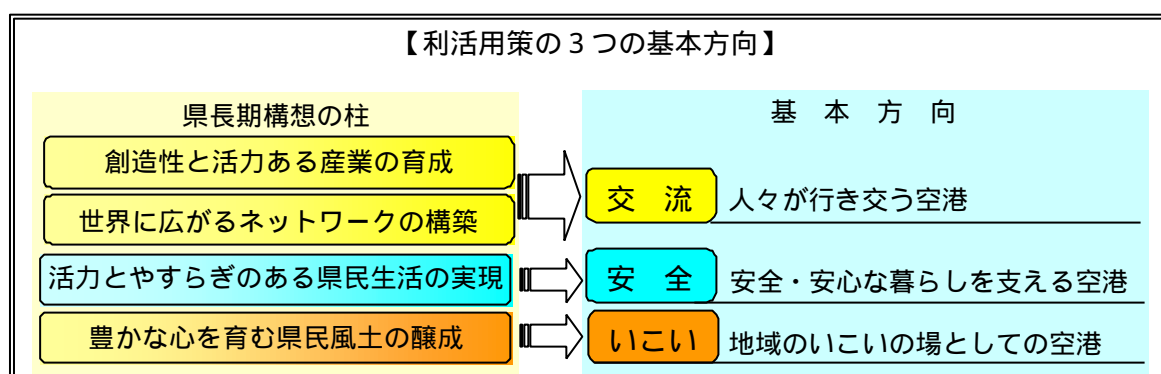 【利活用策の３つの基本方向】
県長期構想の柱
創造性と活力ある産業の育成
世界に広がるネットワークの構築
活力とやすらぎのある県民生活の実現
豊かな心を育む県民風土の醸成
基　本　方　向
交　流　人々が行き交う空港
安　全　安全・安心な暮らしを支える空港
いこい　地域のいこいの場としての空港